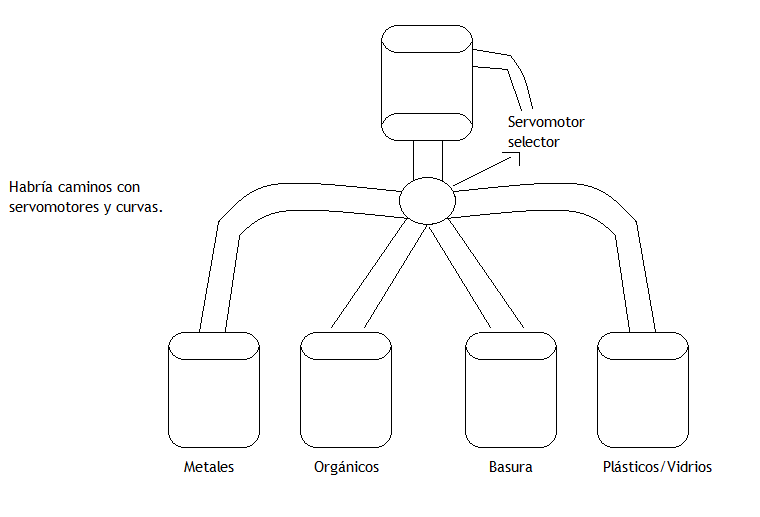 Servomotor
selector
Habría caminos con
servomotores y curvas.
Metales
Orgánicos
Basura
Plásticos/Vidrios